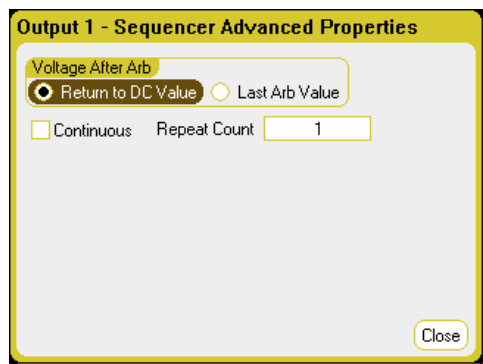 Output 1 - Sequencer Advanced Properties
Voltage After Arb
Return to DC Value Last Arb Value
Continuous Repeat Count 1
Close